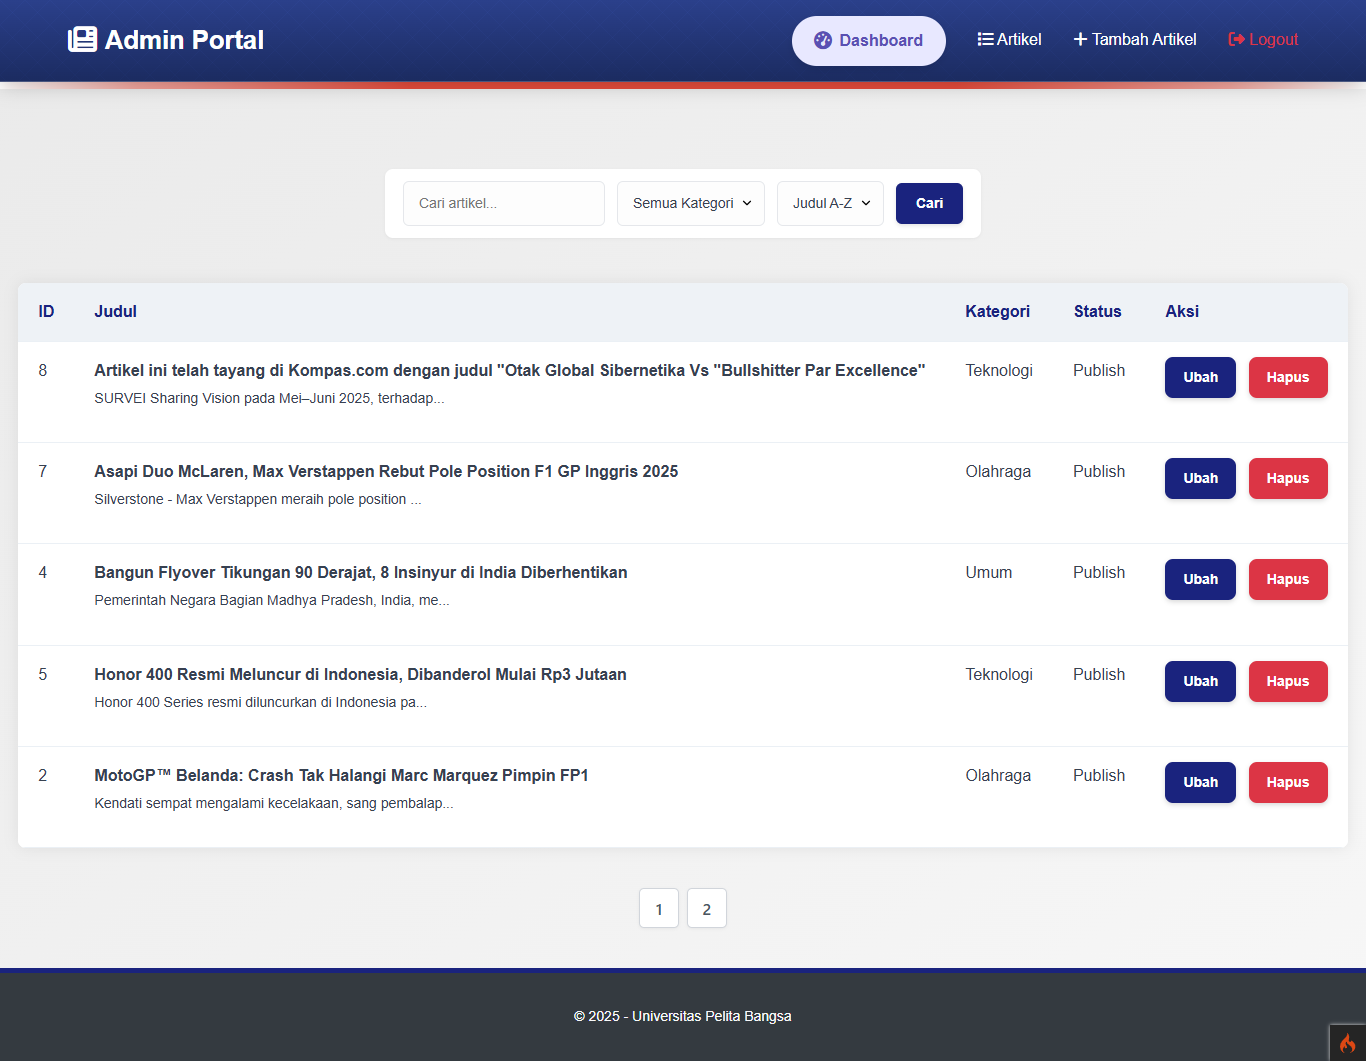 Admin Portal
Dashboard
Artikel
Tambah Artikel
Logout
Cari artikel...
Semua Kategori
Judul A-Z
Cari
ID Judul Kategori Status Aksi
8 Artikel ini telah tayang di Kompas.com dengan judul "Otak Global Sibernetika Vs "Bullshitter Par Excellence" Teknologi Publish Ubah Hapus
SURVEI Sharing Vision pada Mei–Juni 2025, terhadap...
7 Asapi Duo McLaren, Max Verstappen Rebut Pole Position F1 GP Inggris 2025 Olahraga Publish Ubah Hapus
Silverstone - Max Verstappen meraih pole position ...
4 Bangun Flyover Tikungan 90 Derajat, 8 Insinyur di India Diberhentikan Umum Publish Ubah Hapus
Pemerintah Negara Bagian Madhya Pradesh, India, me...
5 Honor 400 Resmi Meluncur di Indonesia, Dibanderol Mulai Rp3 Jutaan Teknologi Publish Ubah Hapus
Honor 400 Series resmi diluncurkan di Indonesia pa...
2 MotoGP™ Belanda: Crash Tak Halangi Marc Marquez Pimpin FP1 Olahraga Publish Ubah Hapus
Kendati sempat mengalami kecelakaan, sang pembalap...
1 2
© 2025 - Universitas Pelita Bangsa